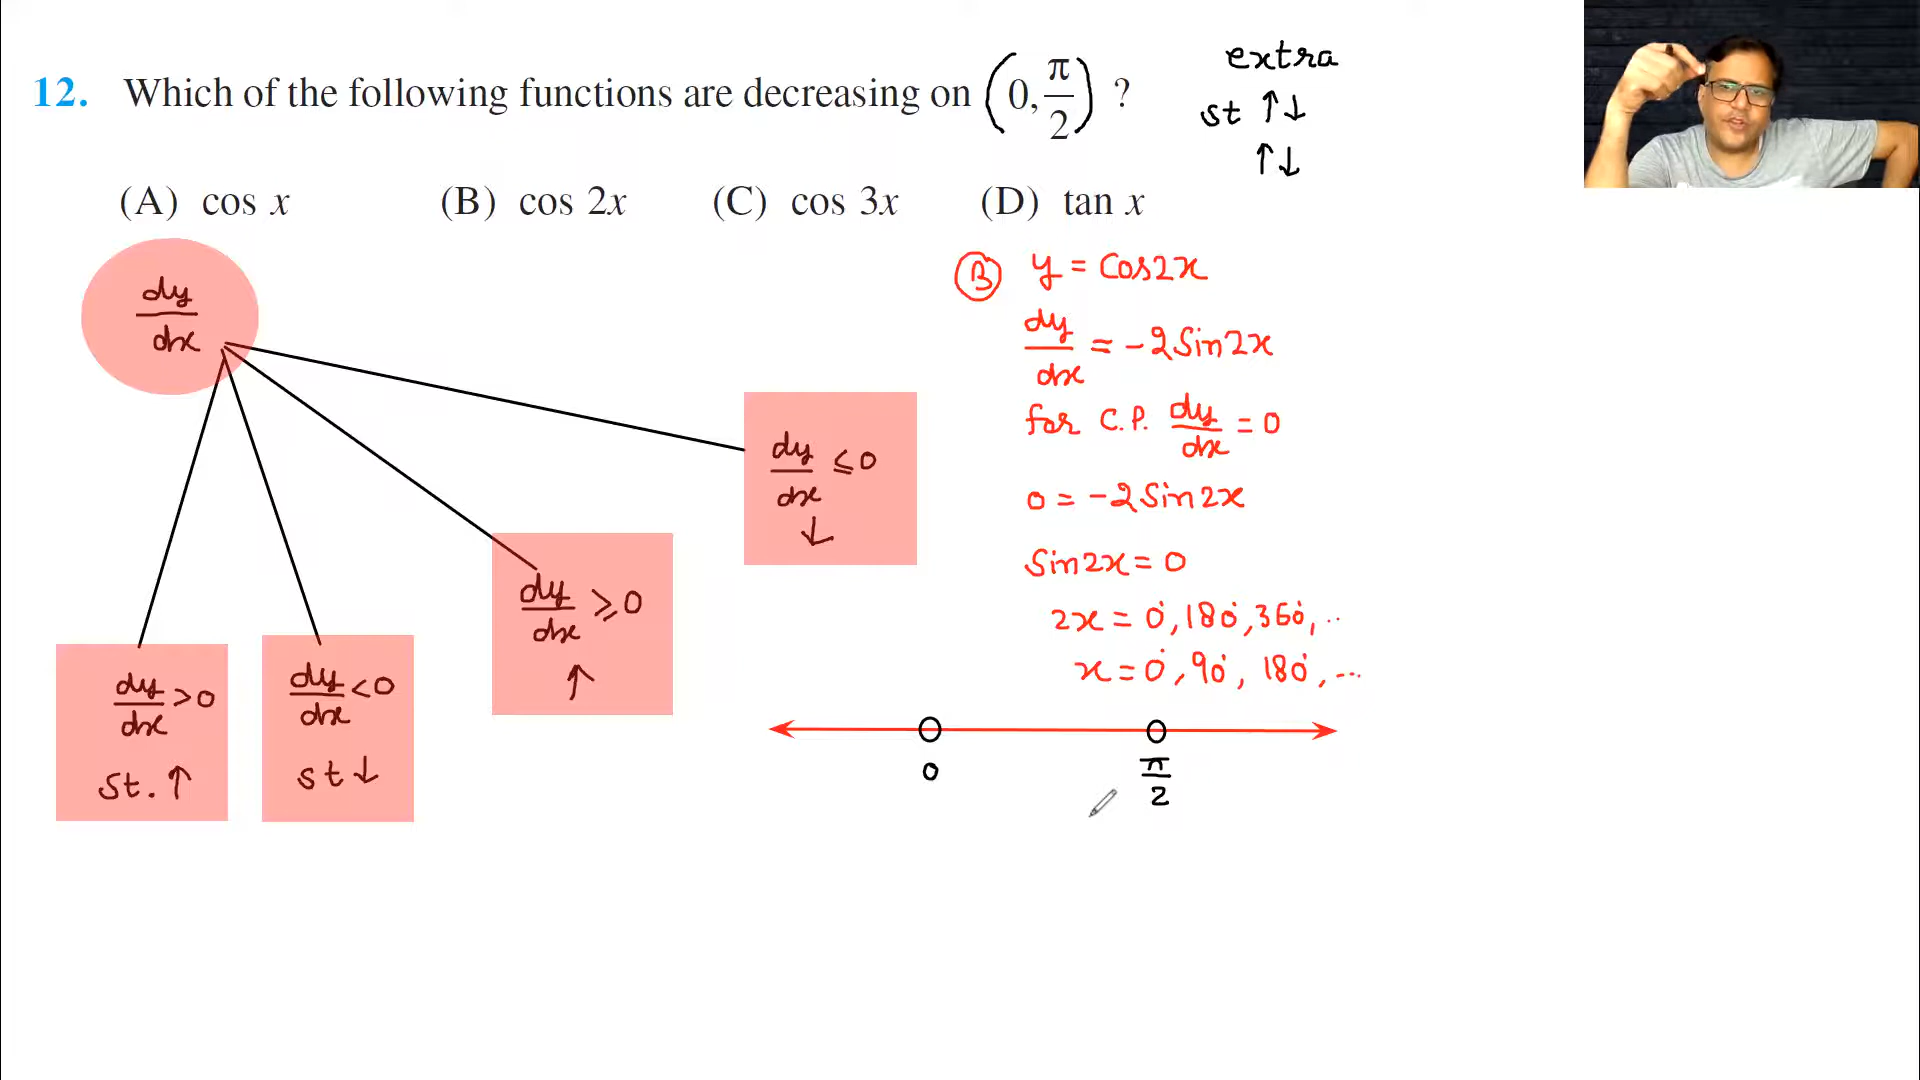 12. Which of the following functions are decreasing on (0, π/2) ?
extra
st ↑↓
↑↓
(A) cos x (B) cos 2x (C) cos 3x (D) tan x
dy/dx
dy/dx > 0
st. ↑
dy/dx < 0
st ↓
dy/dx ⩾ 0
↑
dy/dx ⩽ 0
↓
Ⓑ y = Cos2x
dy/dx = -2Sin2x
for C.P. dy/dx = 0
0 = -2Sin2x
Sin2x = 0
2x = 0°, 180°, 360°, ..
x = 0°, 90°, 180°, ...
0
π/2